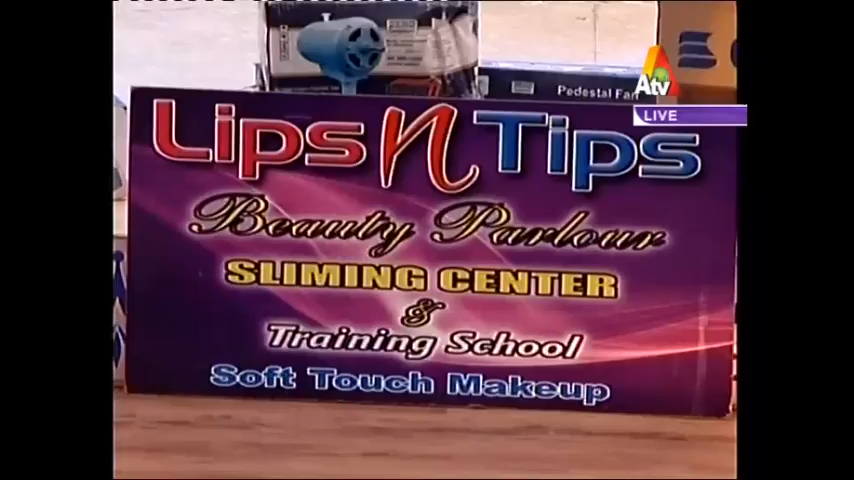 Pedestal Fan
Atv
LIVE
Lips N Tips
Beauty Parlour
SLIMING CENTER
&
Training School
Soft Touch Makeup